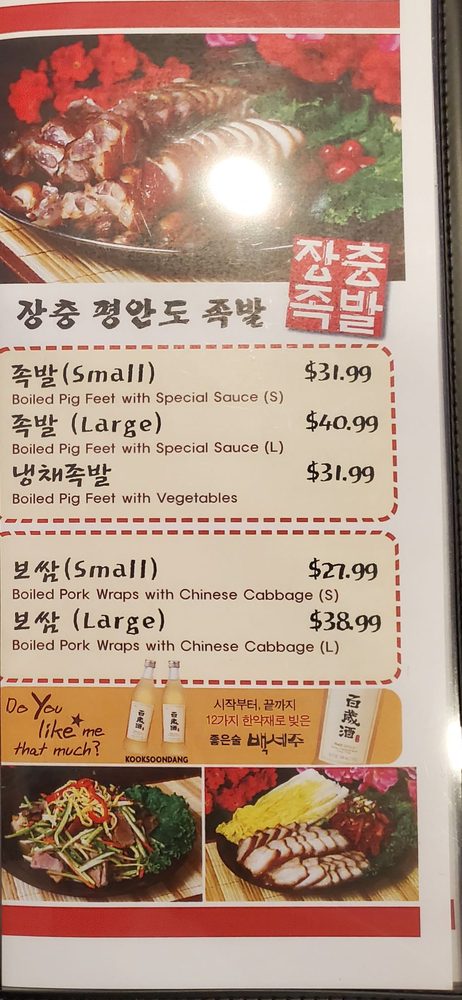 장충
족발
장충 평안도 족발
족발(Small) $31.99
Boiled Pig Feet with Special Sauce (S)
족발 (Large) $40.99
Boiled Pig Feet with Special Sauce (L)
냉채족발 $31.99
Boiled Pig Feet with Vegetables
보쌈(Small) $27.99
Boiled Pork Wraps with Chinese Cabbage (S)
보쌈 (Large) $38.99
Boiled Pork Wraps with Chinese Cabbage (L)
Do You
like me
that much?
百歲酒
百歲酒
KOOKSOONDANG
시작부터, 끝까지
12가지 한약재로 빚은
좋은술 백세주
百歲酒